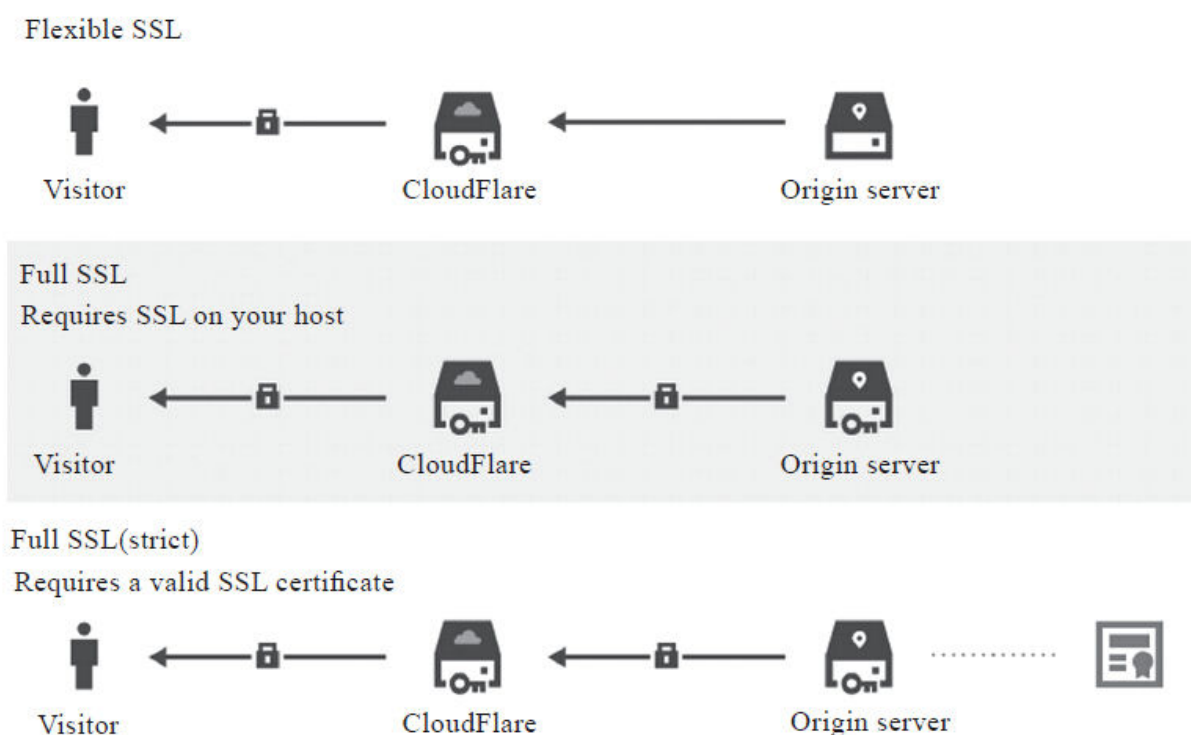 Flexible SSL
Visitor CloudFlare Origin server
Full SSL
Requires SSL on your host
Visitor CloudFlare Origin server
Full SSL(strict)
Requires a valid SSL certificate
Visitor CloudFlare Origin server